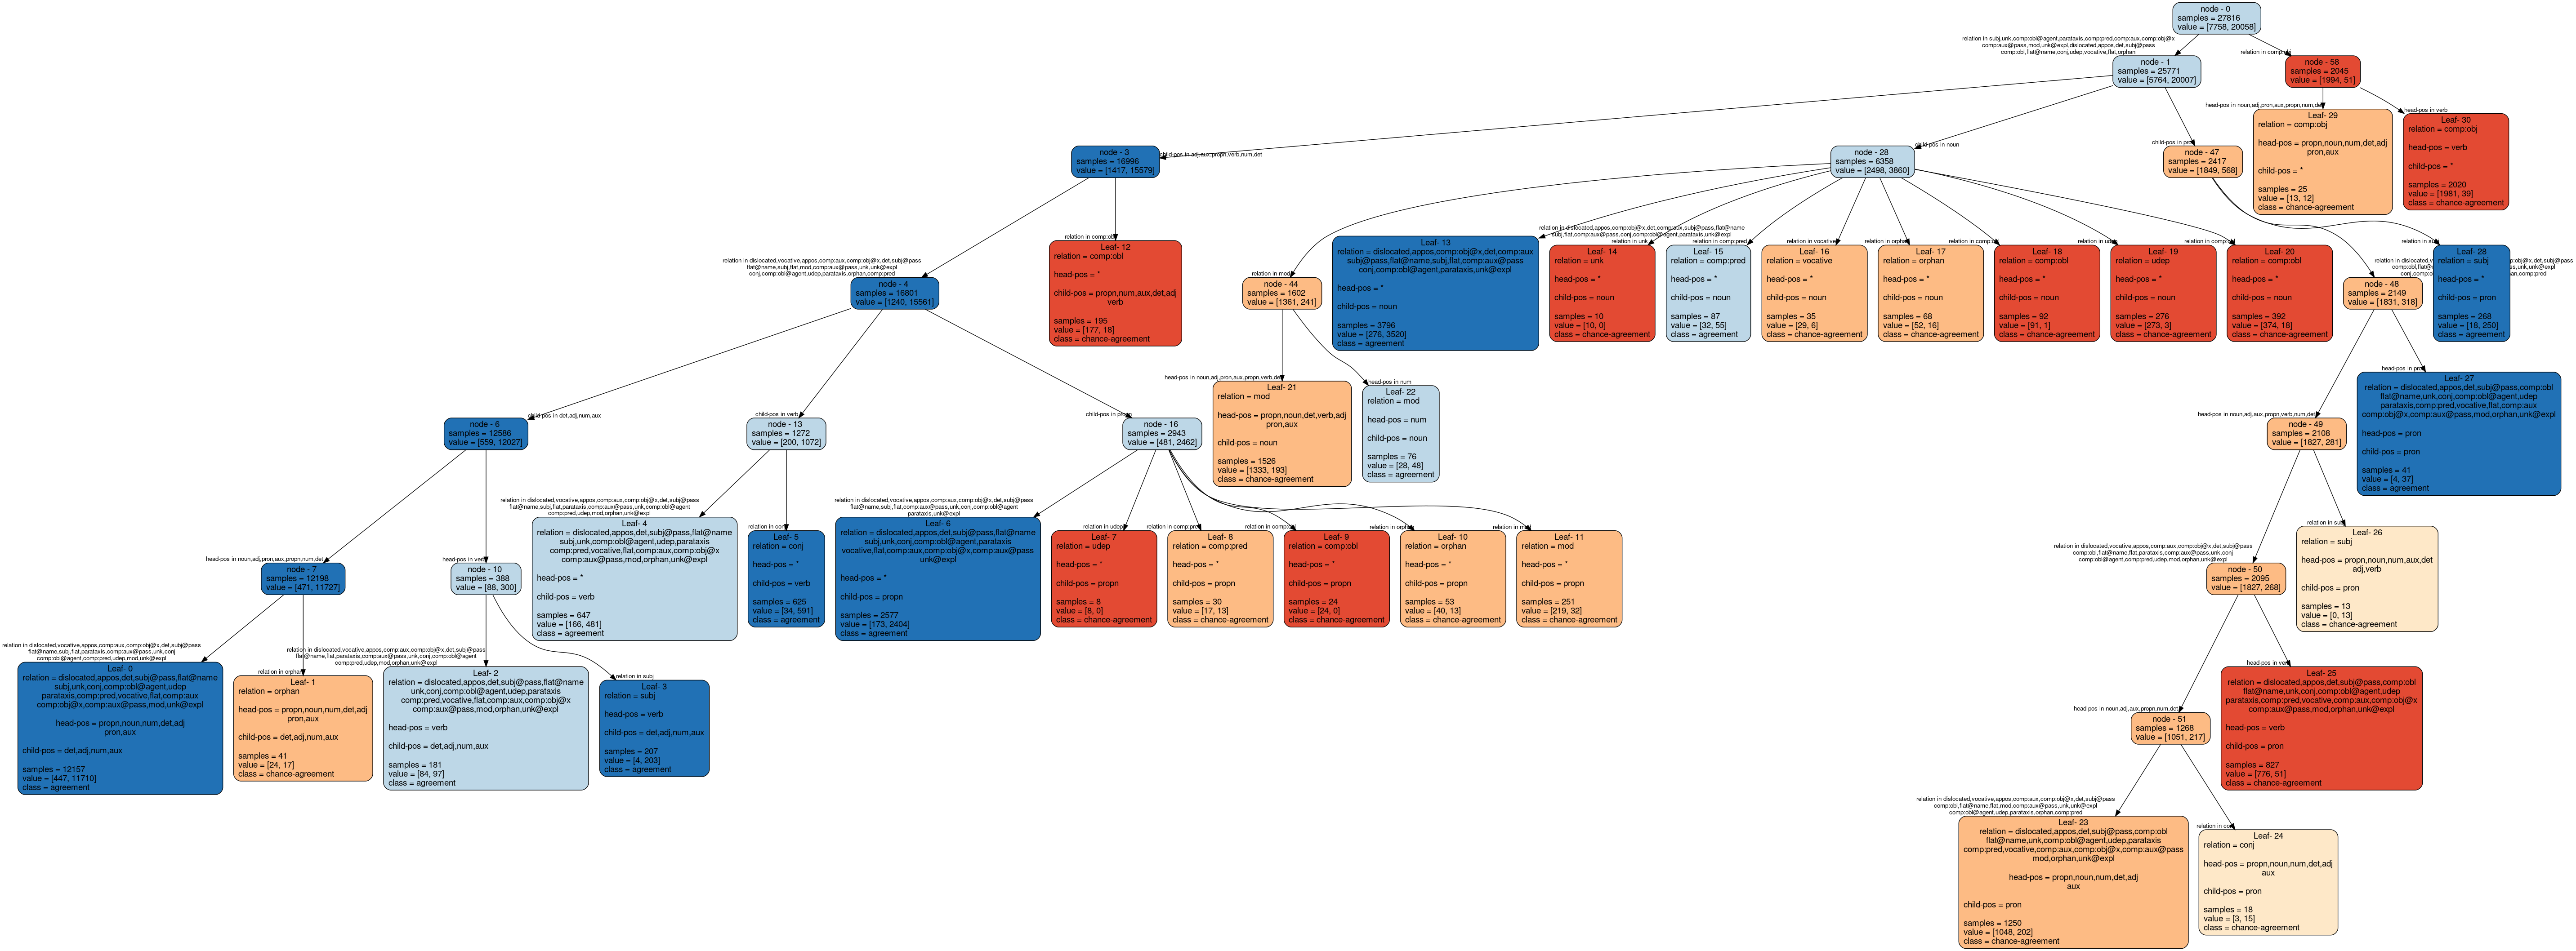 node - 0
samples = 27816
value = [7758, 20058]
relation in subj,unk,comp:obl@agent,parataxis,comp:pred,comp:aux,comp:obj@x
comp:aux@pass,mod,unk@expl,dislocated,appos,det,subj@pass
comp:obl,flat@name,conj,udep,vocative,flat,orphan
relation in comp:obj
node - 1
samples = 25771
value = [5764, 20007]
node - 58
samples = 2045
value = [1994, 51]
head-pos in noun,adj,pron,aux,propn,num,det
head-pos in verb
Leaf- 29
relation = comp:obj
head-pos = propn,noun,num,det,adj
pron,aux
child-pos = *
samples = 25
value = [13, 12]
class = chance-agreement
Leaf- 30
relation = comp:obj
head-pos = verb
child-pos = *
samples = 2020
value = [1981, 39]
class = chance-agreement
child-pos in adj,aux,propn,verb,num,det
child-pos in noun
child-pos in pron
node - 3
samples = 16996
value = [1417, 15579]
node - 28
samples = 6358
value = [2498, 3860]
node - 47
samples = 2417
value = [1849, 568]
relation in dislocated,vocative,appos,comp:aux,comp:obj@x,det,subj@pass
flat@name,subj,flat,mod,comp:aux@pass,unk,unk@expl
conj,comp:obl@agent,udep,parataxis,orphan,comp:pred
node - 4
samples = 16801
value = [1240, 15561]
relation in comp:obl
Leaf- 12
relation = comp:obl
head-pos = *
child-pos = propn,num,aux,det,adj
verb
samples = 195
value = [177, 18]
class = chance-agreement
relation in mod
node - 44
samples = 1602
value = [1361, 241]
relation in dislocated,appos,comp:obj@x,det,comp:aux,subj@pass,flat@name
subj,flat,comp:aux@pass,conj,comp:obl@agent,parataxis,unk@expl
Leaf- 13
relation = dislocated,appos,comp:obj@x,det,comp:aux
subj@pass,flat@name,subj,flat,comp:aux@pass
conj,comp:obl@agent,parataxis,unk@expl
head-pos = *
child-pos = noun
samples = 3796
value = [276, 3520]
class = agreement
relation in unk
Leaf- 14
relation = unk
head-pos = *
child-pos = noun
samples = 10
value = [10, 0]
class = chance-agreement
relation in comp:pred
Leaf- 15
relation = comp:pred
head-pos = *
child-pos = noun
samples = 87
value = [32, 55]
class = agreement
relation in vocative
Leaf- 16
relation = vocative
head-pos = *
child-pos = noun
samples = 35
value = [29, 6]
class = chance-agreement
relation in orphan
Leaf- 17
relation = orphan
head-pos = *
child-pos = noun
samples = 68
value = [52, 16]
class = chance-agreement
Leaf- 18
relation = comp:obl
head-pos = *
child-pos = noun
samples = 92
value = [91, 1]
class = chance-agreement
relation in udep
Leaf- 19
relation = udep
head-pos = *
child-pos = noun
samples = 276
value = [273, 3]
class = chance-agreement
Leaf- 20
relation = comp:obl
head-pos = *
child-pos = noun
samples = 392
value = [374, 18]
class = chance-agreement
relation in subj
Leaf- 28
relation = subj
head-pos = *
child-pos = pron
samples = 268
value = [18, 250]
class = agreement
node - 48
samples = 2149
value = [1831, 318]
child-pos in det,adj,num,aux
node - 6
samples = 12586
value = [559, 12027]
child-pos in verb
node - 13
samples = 1272
value = [200, 1072]
child-pos in propn
node - 16
samples = 2943
value = [481, 2462]
head-pos in noun,adj,pron,aux,propn,verb,det
Leaf- 21
relation = mod
head-pos = propn,noun,det,verb,adj
pron,aux
child-pos = noun
samples = 1526
value = [1333, 193]
class = chance-agreement
head-pos in num
Leaf- 22
relation = mod
head-pos = num
child-pos = noun
samples = 76
value = [28, 48]
class = agreement
head-pos in noun,adj,aux,propn,verb,num,det
node - 49
samples = 2108
value = [1827, 281]
head-pos in pron
Leaf- 27
relation = dislocated,appos,det,subj@pass,comp:obl
flat@name,unk,conj,comp:obl@agent,udep
parataxis,comp:pred,vocative,flat,comp:aux
comp:obj@x,comp:aux@pass,mod,orphan,unk@expl
head-pos = pron
child-pos = pron
samples = 41
value = [4, 37]
class = agreement
head-pos in noun,adj,pron,aux,propn,num,det
node - 7
samples = 12198
value = [471, 11727]
head-pos in verb
node - 10
samples = 388
value = [88, 300]
relation in dislocated,vocative,appos,comp:aux,comp:obj@x,det,subj@pass
flat@name,subj,flat,parataxis,comp:aux@pass,unk,comp:obl@agent
comp:pred,udep,mod,orphan,unk@expl
Leaf- 4
relation = dislocated,appos,det,subj@pass,flat@name
subj,unk,comp:obl@agent,udep,parataxis
comp:pred,vocative,flat,comp:aux,comp:obj@x
comp:aux@pass,mod,orphan,unk@expl
head-pos = *
child-pos = verb
samples = 647
value = [166, 481]
class = agreement
relation in conj
Leaf- 5
relation = conj
head-pos = *
child-pos = verb
samples = 625
value = [34, 591]
class = agreement
relation in dislocated,vocative,appos,comp:aux,comp:obj@x,det,subj@pass
flat@name,subj,flat,comp:aux@pass,unk,conj,comp:obl@agent
parataxis,unk@expl
Leaf- 6
relation = dislocated,appos,det,subj@pass,flat@name
subj,unk,conj,comp:obl@agent,parataxis
vocative,flat,comp:aux,comp:obj@x,comp:aux@pass
unk@expl
head-pos = *
child-pos = propn
samples = 2577
value = [173, 2404]
class = agreement
relation in udep
Leaf- 7
relation = udep
head-pos = *
child-pos = propn
samples = 8
value = [8, 0]
class = chance-agreement
relation in comp:pred
Leaf- 8
relation = comp:pred
head-pos = *
child-pos = propn
samples = 30
value = [17, 13]
class = chance-agreement
relation in comp:obl
Leaf- 9
relation = comp:obl
head-pos = *
child-pos = propn
samples = 24
value = [24, 0]
class = chance-agreement
relation in orphan
Leaf- 10
relation = orphan
head-pos = *
child-pos = propn
samples = 53
value = [40, 13]
class = chance-agreement
relation in mod
Leaf- 11
relation = mod
head-pos = *
child-pos = propn
samples = 251
value = [219, 32]
class = chance-agreement
relation in dislocated,vocative,appos,comp:aux,comp:obj@x,det,subj@pass
comp:obl,flat@name,flat,parataxis,comp:aux@pass,unk,conj
comp:obl@agent,comp:pred,udep,mod,orphan,unk@expl
node - 50
samples = 2095
value = [1827, 268]
relation in subj
Leaf- 26
relation = subj
head-pos = propn,noun,num,aux,det
adj,verb
child-pos = pron
samples = 13
value = [0, 13]
class = chance-agreement
relation in dislocated,vocative,appos,comp:aux,comp:obj@x,det,subj@pass
flat@name,subj,flat,parataxis,comp:aux@pass,unk,conj
comp:obl@agent,comp:pred,udep,mod,unk@expl
Leaf- 0
relation = dislocated,appos,det,subj@pass,flat@name
subj,unk,conj,comp:obl@agent,udep
parataxis,comp:pred,vocative,flat,comp:aux
comp:obj@x,comp:aux@pass,mod,unk@expl
head-pos = propn,noun,num,det,adj
pron,aux
child-pos = det,adj,num,aux
samples = 12157
value = [447, 11710]
class = agreement
relation in orphan
Leaf- 1
relation = orphan
head-pos = propn,noun,num,det,adj
pron,aux
child-pos = det,adj,num,aux
samples = 41
value = [24, 17]
class = chance-agreement
relation in dislocated,vocative,appos,comp:aux,comp:obj@x,det,subj@pass
flat@name,flat,parataxis,comp:aux@pass,unk,conj,comp:obl@agent
comp:pred,udep,mod,orphan,unk@expl
Leaf- 2
relation = dislocated,appos,det,subj@pass,flat@name
unk,conj,comp:obl@agent,udep,parataxis
comp:pred,vocative,flat,comp:aux,comp:obj@x
comp:aux@pass,mod,orphan,unk@expl
head-pos = verb
child-pos = det,adj,num,aux
samples = 181
value = [84, 97]
class = agreement
relation in subj
Leaf- 3
relation = subj
head-pos = verb
child-pos = det,adj,num,aux
samples = 207
value = [4, 203]
class = agreement
head-pos in noun,adj,aux,propn,num,det
node - 51
samples = 1268
value = [1051, 217]
head-pos in verb
Leaf- 25
relation = dislocated,appos,det,subj@pass,comp:obl
flat@name,unk,conj,comp:obl@agent,udep
parataxis,comp:pred,vocative,comp:aux,comp:obj@x
comp:aux@pass,mod,orphan,unk@expl
head-pos = verb
child-pos = pron
samples = 827
value = [776, 51]
class = chance-agreement
relation in dislocated,vocative,appos,comp:aux,comp:obj@x,det,subj@pass
comp:obl,flat@name,flat,mod,comp:aux@pass,unk,unk@expl
comp:obl@agent,udep,parataxis,orphan,comp:pred
Leaf- 23
relation = dislocated,appos,det,subj@pass,comp:obl
flat@name,unk,comp:obl@agent,udep,parataxis
comp:pred,vocative,comp:aux,comp:obj@x,comp:aux@pass
mod,orphan,unk@expl
head-pos = propn,noun,num,det,adj
aux
child-pos = pron
samples = 1250
value = [1048, 202]
class = chance-agreement
relation in conj
Leaf- 24
relation = conj
head-pos = propn,noun,num,det,adj
aux
child-pos = pron
samples = 18
value = [3, 15]
class = chance-agreement